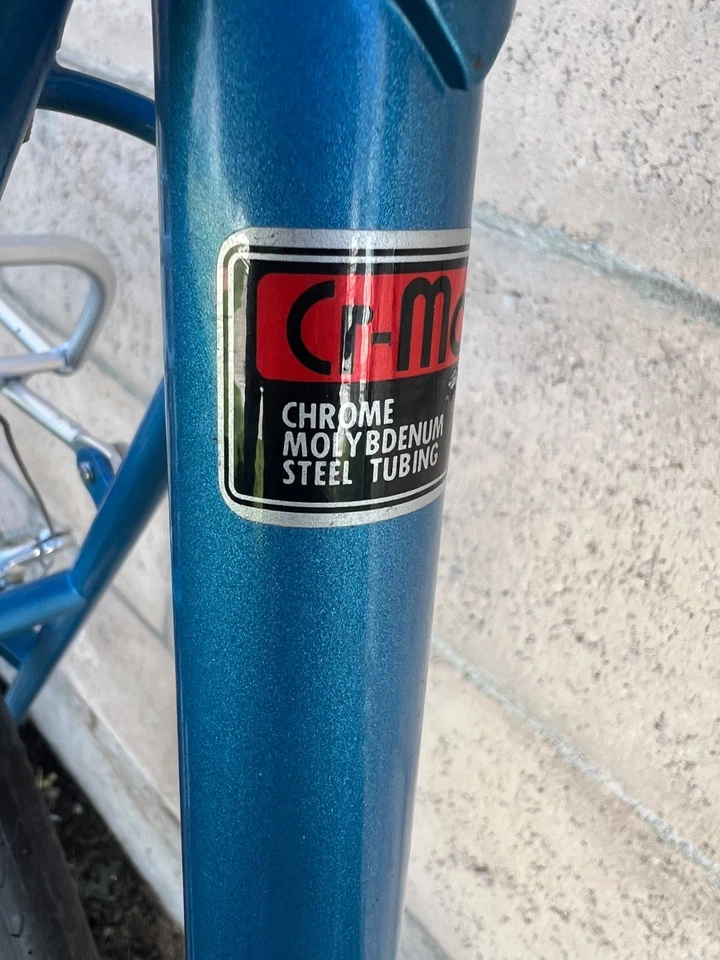 Cr-Mo
CHROME
MOLYBDENUM
STEEL TUBING